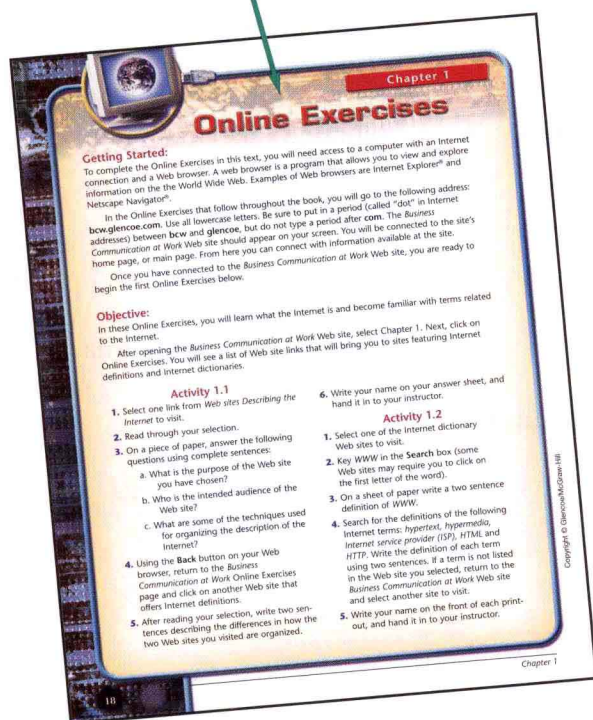 Chapter 1
Online Exercises
Getting Started:
To complete the Online Exercises in this text, you will need access to a computer with an Internet
connection and a Web browser. A web browser is a program that allows you to view and explore
information on the the World Wide Web. Examples of Web browsers are Internet Explorer® and
Netscape Navigator®.
In the Online Exercises that follow throughout the book, you will go to the following address:
bcw.glencoe.com. Use all lowercase letters. Be sure to put in a period (called "dot" in Internet
addresses) between bcw and glencoe, but do not type a period after com. The Business
Communication at Work Web site should appear on your screen. You will be connected to the site's
home page, or main page. From here you can connect with information available at the site.
Once you have connected to the Business Communication at Work Web site, you are ready to
begin the first Online Exercises below.
Objective:
In these Online Exercises, you will learn what the Internet is and become familiar with terms related
to the Internet.
After opening the Business Communication at Work Web site, select Chapter 1. Next, click on
Online Exercises. You will see a list of Web site links that will bring you to sites featuring Internet
definitions and Internet dictionaries.
Activity 1.1
1. Select one link from Web sites Describing the
Internet to visit.
2. Read through your selection.
3. On a piece of paper, answer the following
questions using complete sentences:
a. What is the purpose of the Web site
you have chosen?
b. Who is the intended audience of the
Web site?
c. What are some of the techniques used
for organizing the description of the
Internet?
4. Using the Back button on your Web
browser, return to the Business
Communication at Work Online Exercises
page and click on another Web site that
offers Internet definitions.
5. After reading your selection, write two sen-
tences describing the differences in how the
two Web sites you visited are organized.
6. Write your name on your answer sheet, and
hand it in to your instructor.
Activity 1.2
1. Select one of the Internet dictionary
Web sites to visit.
2. Key WWW in the Search box (some
Web sites may require you to click on
the first letter of the word).
3. On a sheet of paper write a two sentence
definition of WWW.
4. Search for the definitions of the following
Internet terms: hypertext, hypermedia,
Internet service provider (ISP), HTML and
HTTP. Write the definition of each term
using two sentences. If a term is not listed
in the Web site you selected, return to the
Business Communication at Work Web site
and select another site to visit.
5. Write your name on the front of each print-
out, and hand it in to your instructor.
Copyright © Glencoe/McGraw-Hill
18
Chapter 1